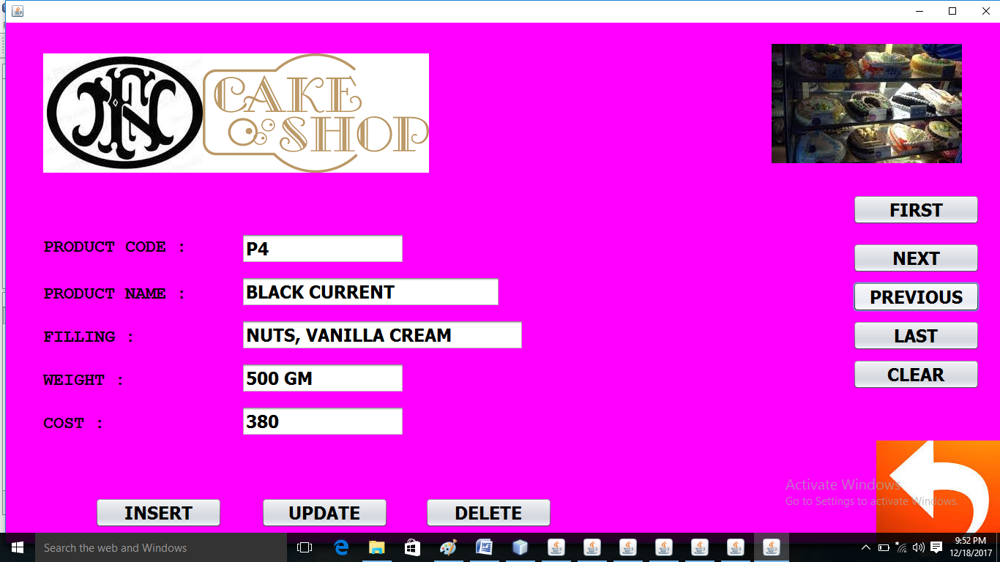 FN
CAKE
SHOP
FIRST
PRODUCT CODE : P4
NEXT
PRODUCT NAME : BLACK CURRENT
PREVIOUS
FILLING : NUTS, VANILLA CREAM
LAST
WEIGHT : 500 GM
CLEAR
COST : 380
Activate Windows
Go to Settings to activate Windows.
INSERT UPDATE DELETE
Search the web and Windows
9:52 PM
12/18/2017